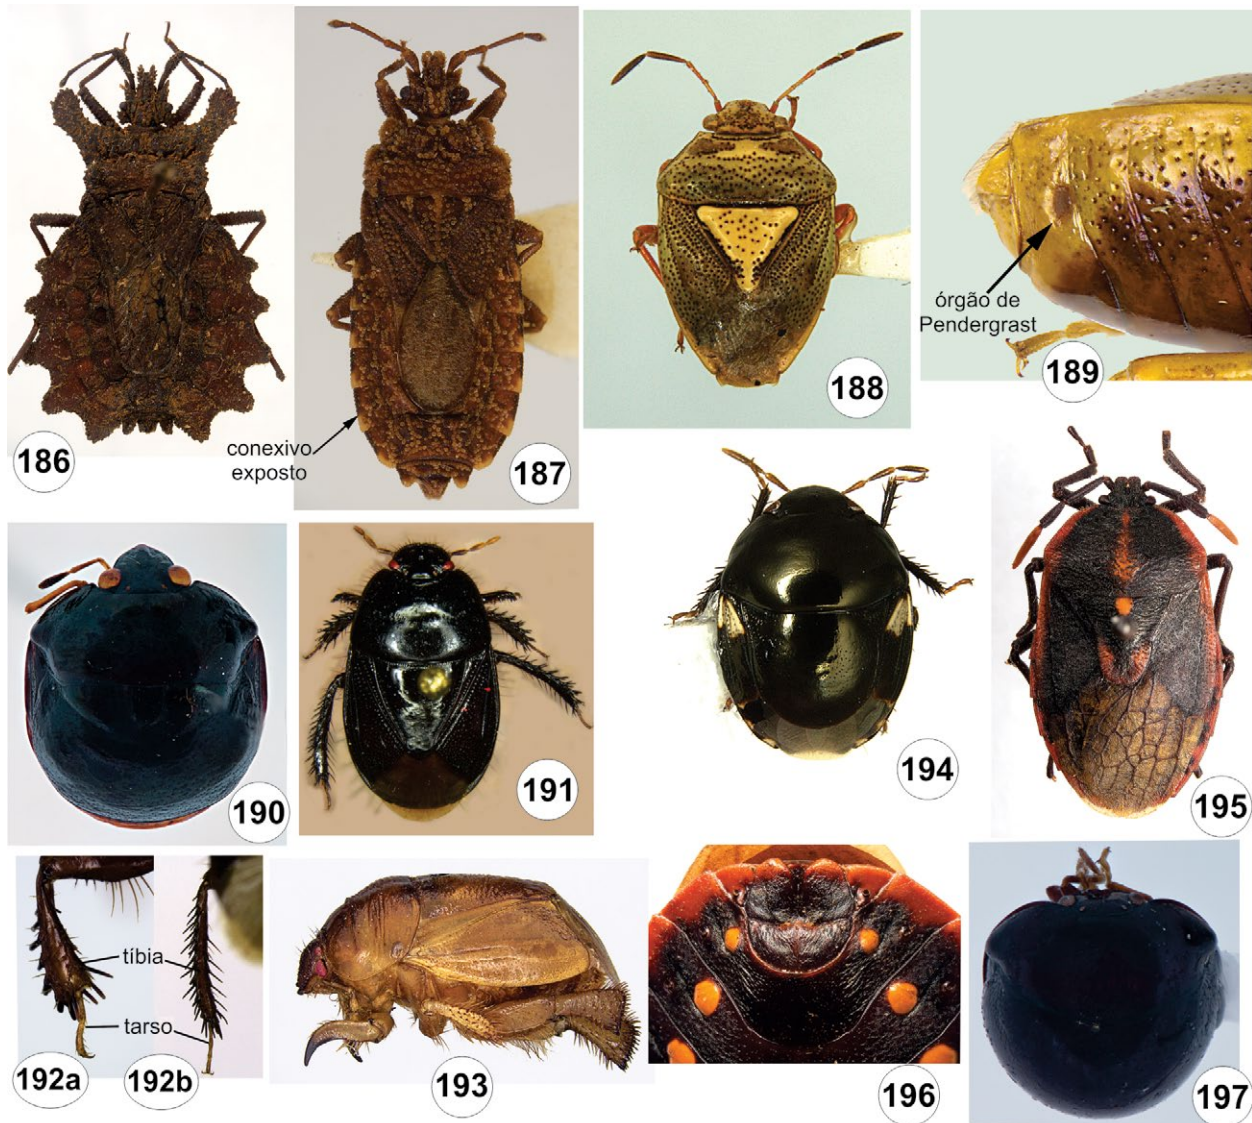 186
conexivo
exposto
187
188
órgão de
Pendergrast
189
190
191
194
195
tíbia
tarso
192a
192b
193
196
197